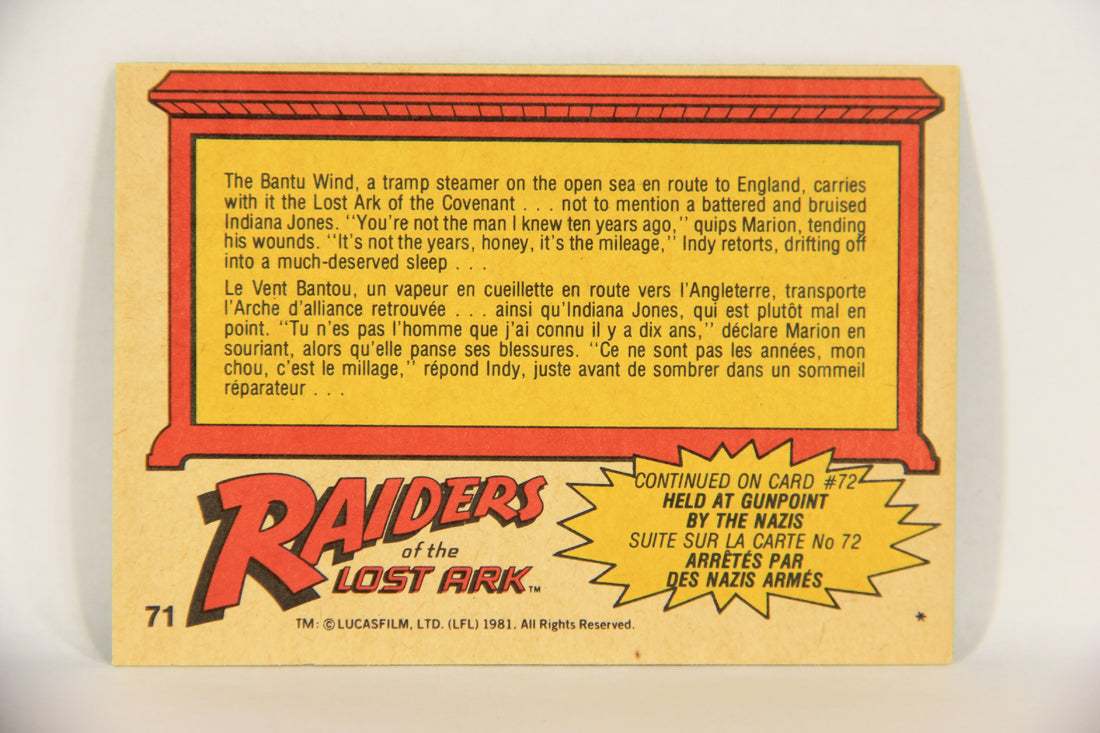 The Bantu Wind, a tramp steamer on the open sea en route to England, carries
with it the Lost Ark of the Covenant . . . not to mention a battered and bruised
Indiana Jones. "You're not the man I knew ten years ago," quips Marion, tending
his wounds. "It's not the years, honey, it's the mileage," Indy retorts, drifting off
into a much-deserved sleep . . .
Le Vent Bantou, un vapeur en cueillette en route vers l'Angleterre, transporte
l'Arche d'alliance retrouvée . . . ainsi qu'Indiana Jones, qui est plutôt mal en
point. "Tu n'es pas l'homme que j'ai connu il y a dix ans," déclare Marion en
souriant, alors qu'elle panse ses blessures. "Ce ne sont pas les années, mon
chou, c'est le millage," répond Indy, juste avant de sombrer dans un sommeil
réparateur . . .
RAIDERS
of the
LOST ARK™
CONTINUED ON CARD #72
HELD AT GUNPOINT
BY THE NAZIS
SUITE SUR LA CARTE No 72
ARRÊTÉS PAR
DES NAZIS ARMÉS
71
TM: © LUCASFILM, LTD. (LFL) 1981. All Rights Reserved.
*